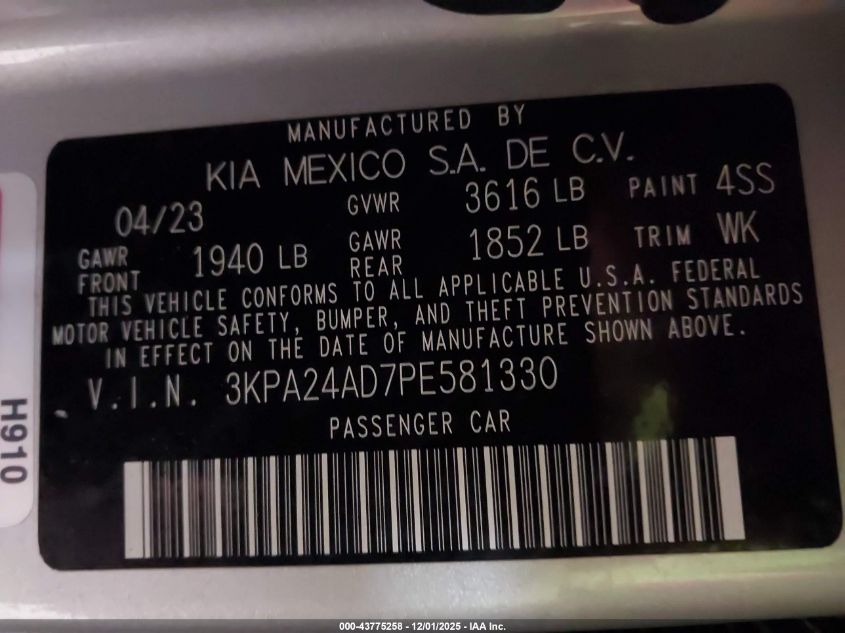 MANUFACTURED BY
KIA MEXICO S.A. DE C.V.
04/23 GVWR 3616 LB PAINT 4SS
GAWR FRONT 1940 LB GAWR REAR 1852 LB TRIM WK
THIS VEHICLE CONFORMS TO ALL APPLICABLE U.S.A. FEDERAL
MOTOR VEHICLE SAFETY, BUMPER, AND THEFT PREVENTION STANDARDS
IN EFFECT ON THE DATE OF MANUFACTURE SHOWN ABOVE.
V.I.N. 3KPA24AD7PE581330
PASSENGER CAR
H910
000-43775258 - 12/01/2025 - IAA Inc.